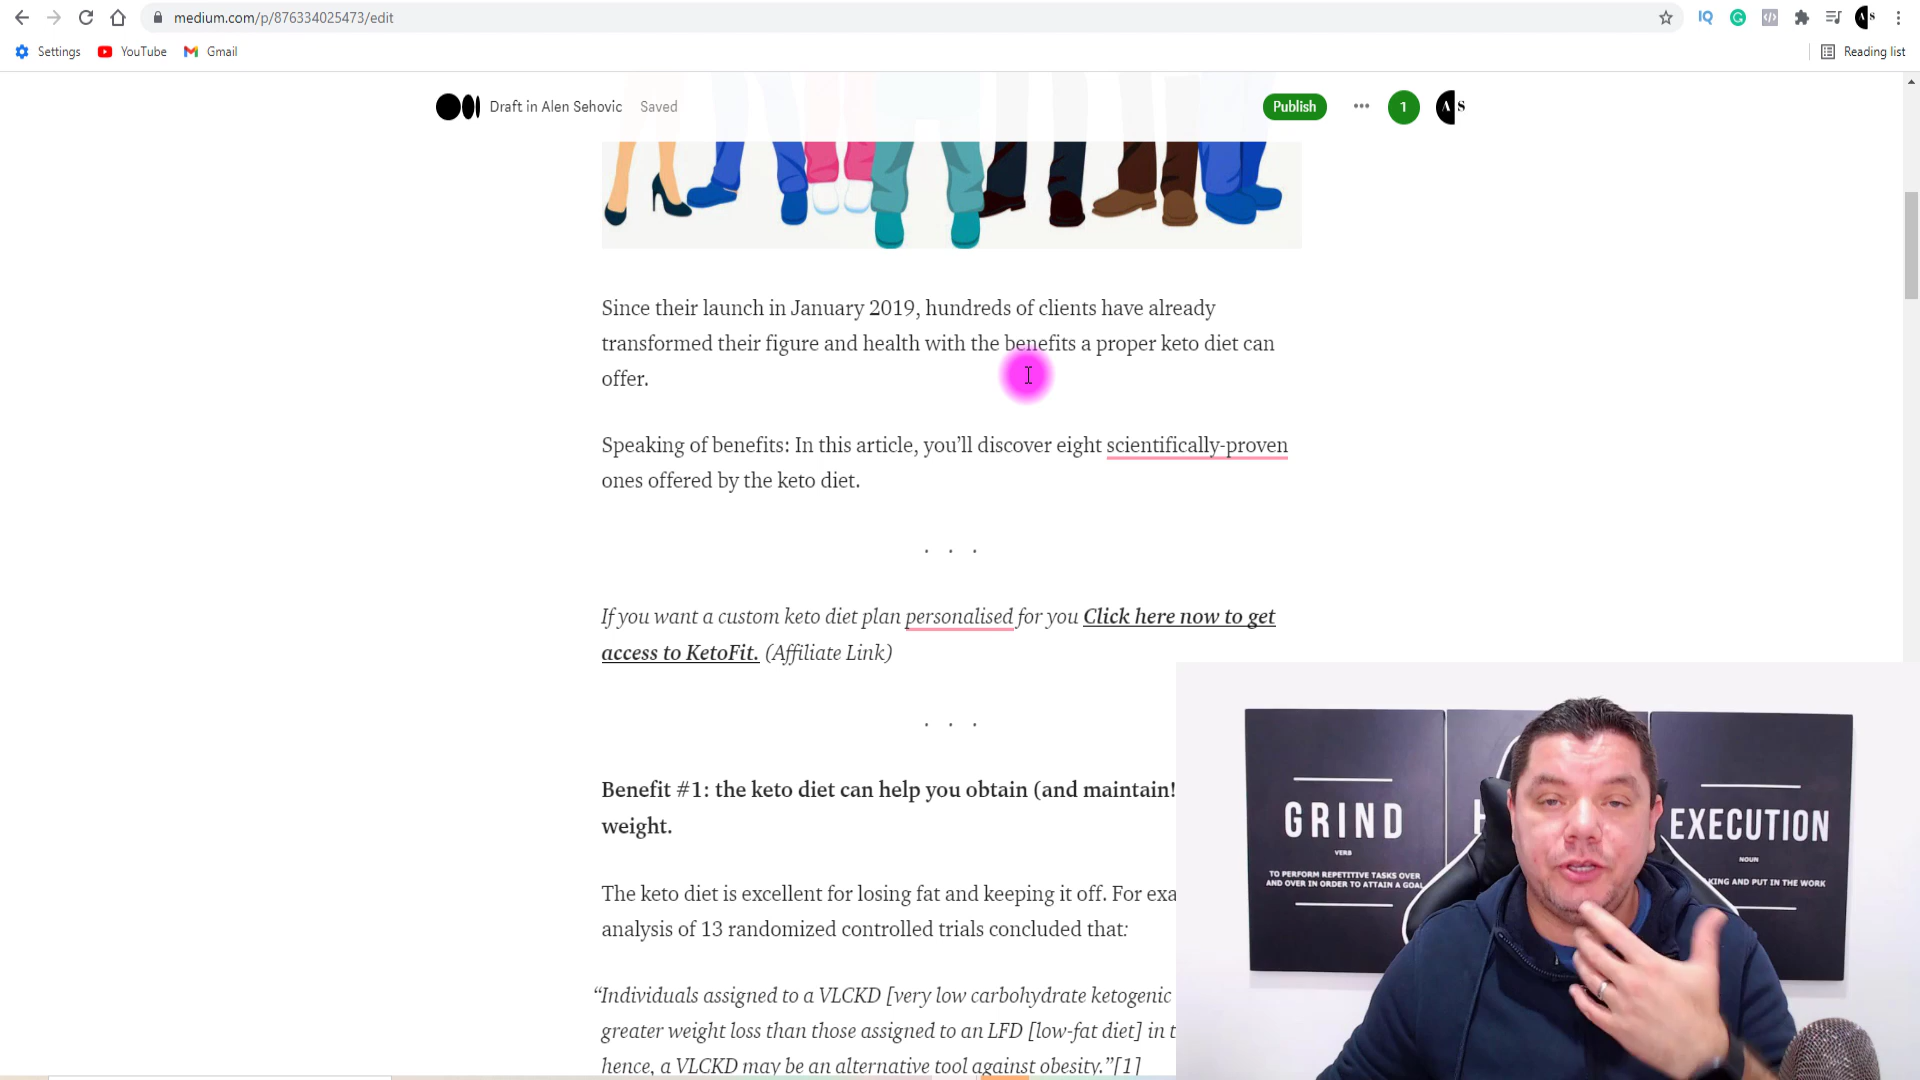 medium.com/p/876334025473/edit
IQ
A S
Settings
YouTube
Gmail
Reading list
Draft in Alen Sehovic
Saved
Publish
1
A S
Since their launch in January 2019, hundreds of clients have already
transformed their figure and health with the benefits a proper keto diet can
offer.
Speaking of benefits: In this article, you’ll discover eight scientifically-proven
ones offered by the keto diet.
. . .
If you want a custom keto diet plan personalised for you Click here now to get
access to KetoFit. (Affiliate Link)
. . .
Benefit #1: the keto diet can help you obtain (and maintain!
weight.
The keto diet is excellent for losing fat and keeping it off. For exa
analysis of 13 randomized controlled trials concluded that:
“Individuals assigned to a VLCKD [very low carbohydrate ketogenic
greater weight loss than those assigned to an LFD [low-fat diet] in t
hence, a VLCKD may be an alternative tool against obesity.”[1]
GRIND
VERB
TO PERFORM REPETITIVE TASKS OVER
AND OVER IN ORDER TO ATTAIN A GOAL
H
EXECUTION
NOUN
KING AND PUT IN THE WORK